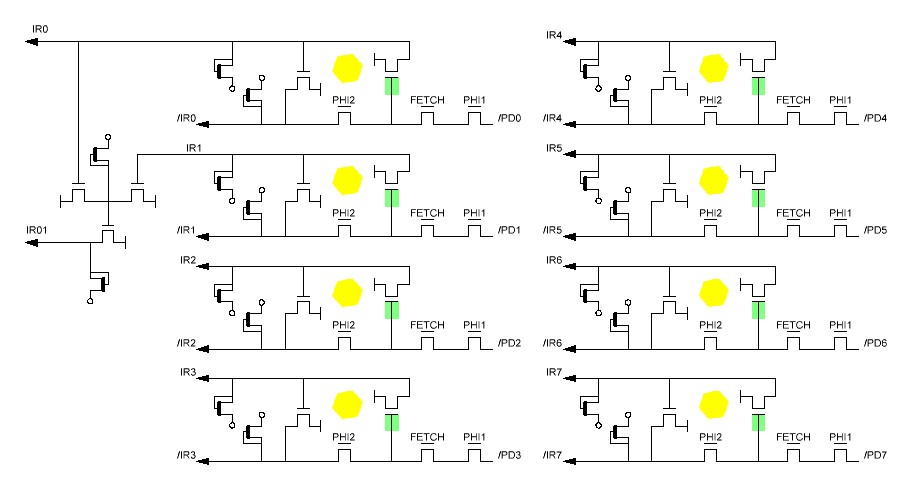 IR0 IR4
PHI2 FETCH PHI1 PHI2 FETCH PHI1
/IR0 /PD0 /IR4 /PD4
IR1 IR5
PHI2 FETCH PHI1 PHI2 FETCH PHI1
IR01 /IR1 /PD1 /IR5 /PD5
IR2 IR6
PHI2 FETCH PHI1 PHI2 FETCH PHI1
/IR2 /PD2 /IR6 /PD6
IR3 IR7
PHI2 FETCH PHI1 PHI2 FETCH PHI1
/IR3 /PD3 /IR7 /PD7